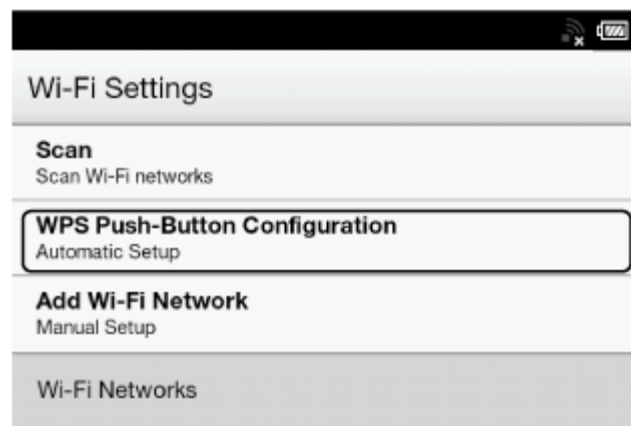 Wi-Fi Settings
Scan
Scan Wi-Fi networks
WPS Push-Button Configuration
Automatic Setup
Add Wi-Fi Network
Manual Setup
Wi-Fi Networks